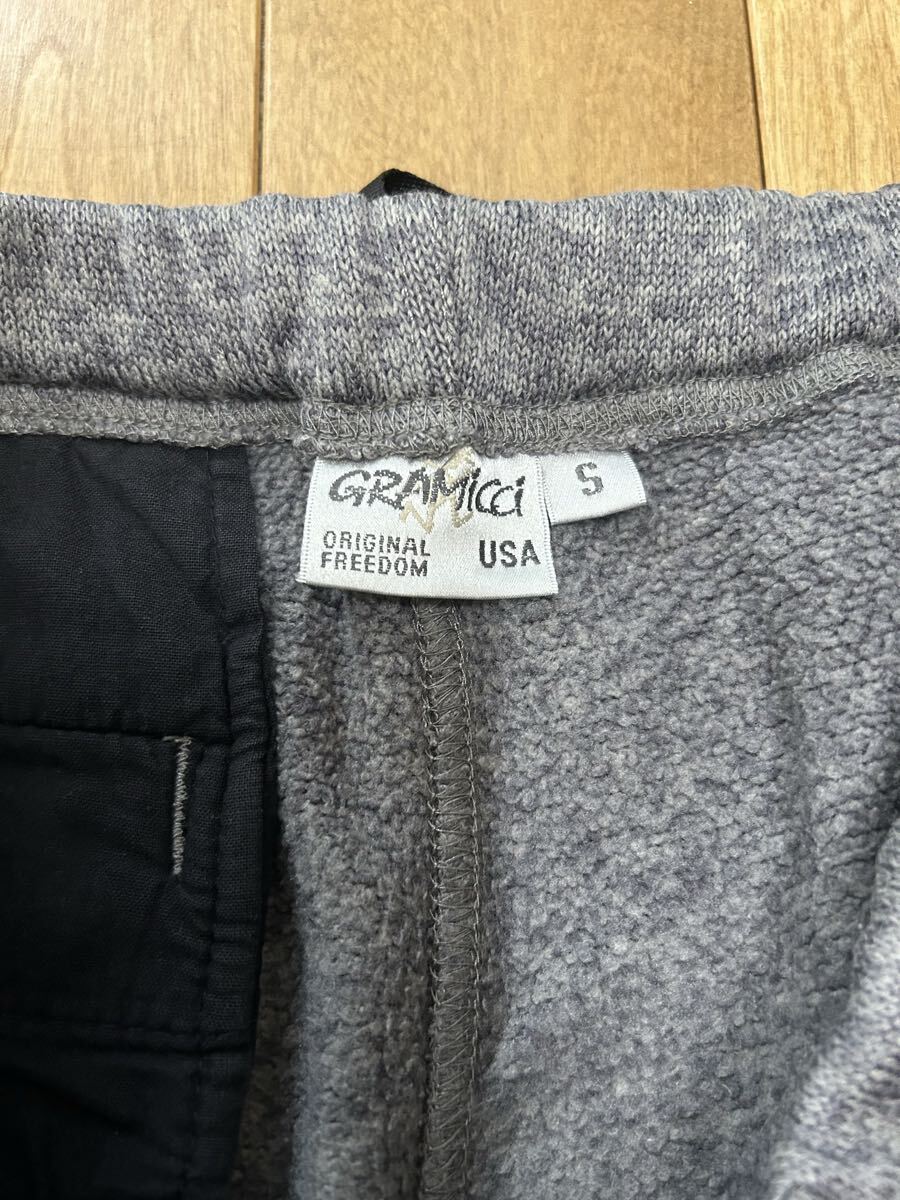 GRAMicci
S
ORIGINAL
FREEDOM
USA